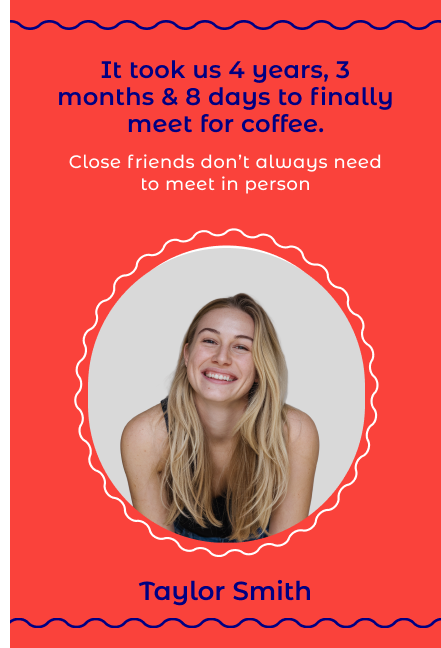 It took us 4 years, 3
months & 8 days to finally
meet for coffee.
Close friends don't always need
to meet in person
Taylor Smith